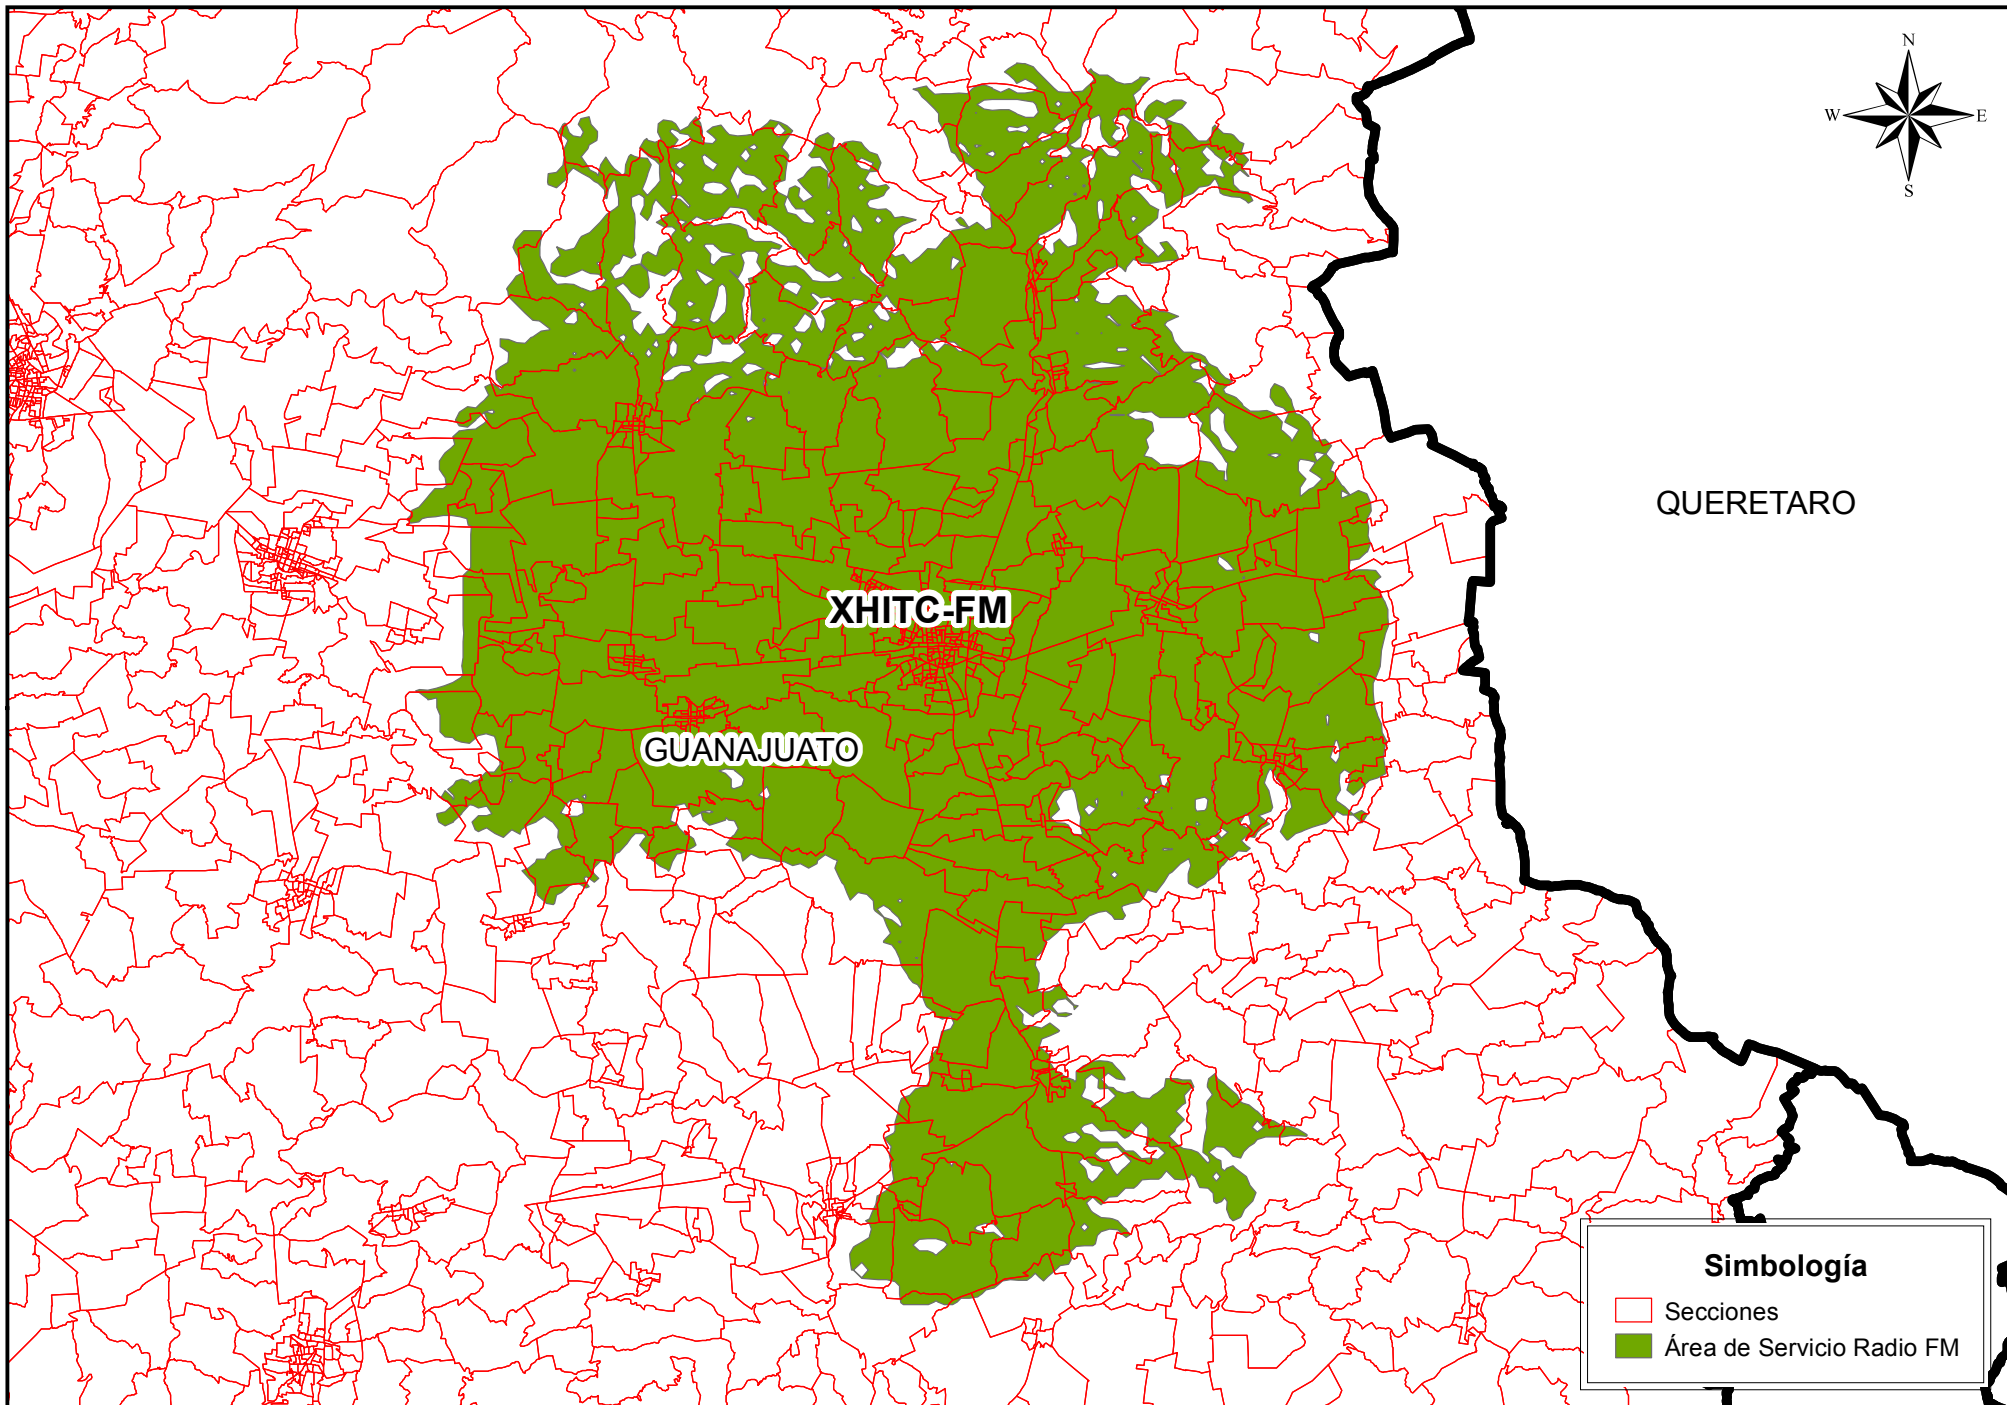 N
W
E
S
QUERETARO
XHITC-FM
GUANAJUATO
Simbología
Secciones
Área de Servicio Radio FM